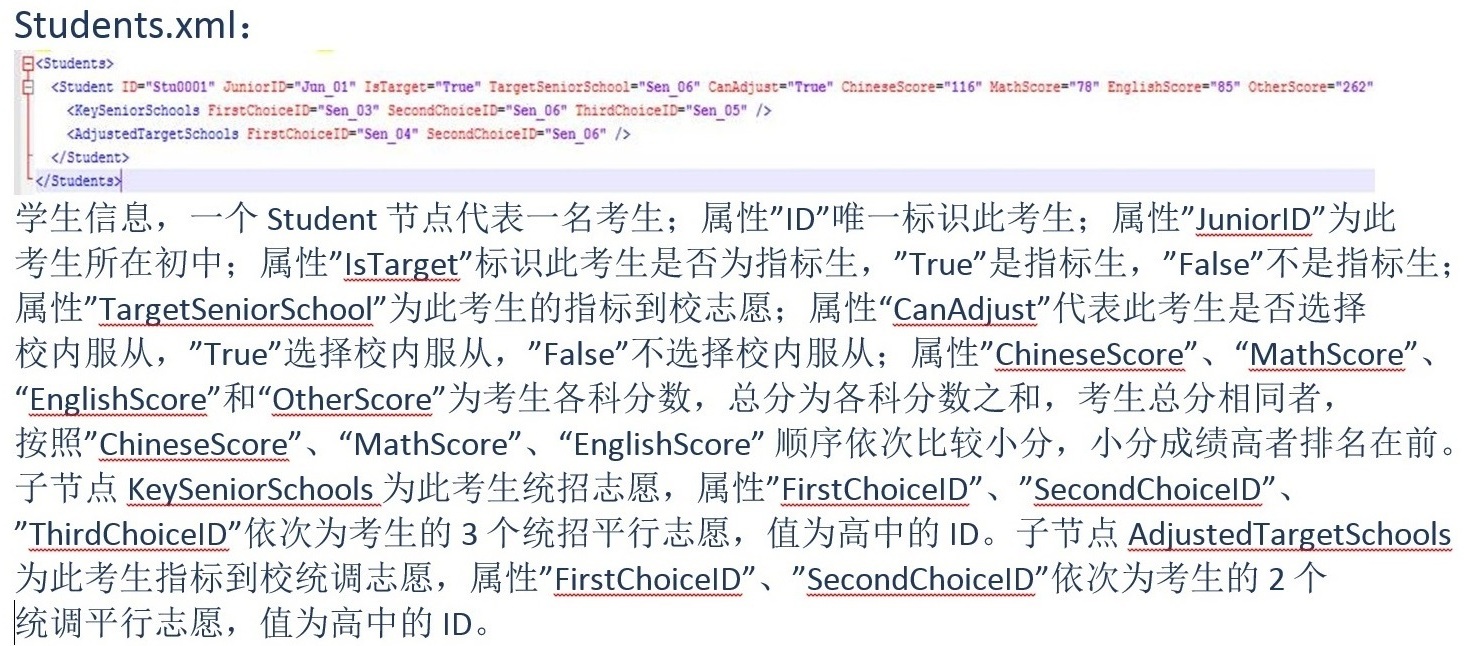 Students.xml：
<Students>
<Student ID="Stu0001" JuniorID="Jun_01" IsTarget="True" TargetSeniorSchool="Sen_06" CanAdjust="True" ChineseScore="116" MathScore="78" EnglishScore="85" OtherScore="262"
<KeySeniorSchools FirstChoiceID="Sen_03" SecondChoiceID="Sen_06" ThirdChoiceID="Sen_05" />
<AdjustedTargetSchools FirstChoiceID="Sen_04" SecondChoiceID="Sen_06" />
</Student>
</Students>
学生信息，一个 Student 节点代表一名考生；属性”ID”唯一标识此考生；属性”JuniorID”为此
考生所在初中；属性”IsTarget”标识此考生是否为指标生，”True”是指标生，”False”不是指标生；
属性”TargetSeniorSchool”为此考生的指标到校志愿；属性“CanAdjust”代表此考生是否选择
校内服从，”True”选择校内服从，”False”不选择校内服从；属性”ChineseScore”、“MathScore”、
“EnglishScore”和“OtherScore”为考生各科分数，总分为各科分数之和，考生总分相同者，
按照”ChineseScore”、“MathScore”、“EnglishScore” 顺序依次比较小分，小分成绩高者排名在前。
子节点 KeySeniorSchools 为此考生统招志愿，属性”FirstChoiceID”、”SecondChoiceID”、
”ThirdChoiceID”依次为考生的 3 个统招平行志愿，值为高中的 ID。子节点 AdjustedTargetSchools
为此考生指标到校统调志愿，属性”FirstChoiceID”、”SecondChoiceID”依次为考生的 2 个
统调平行志愿，值为高中的 ID。